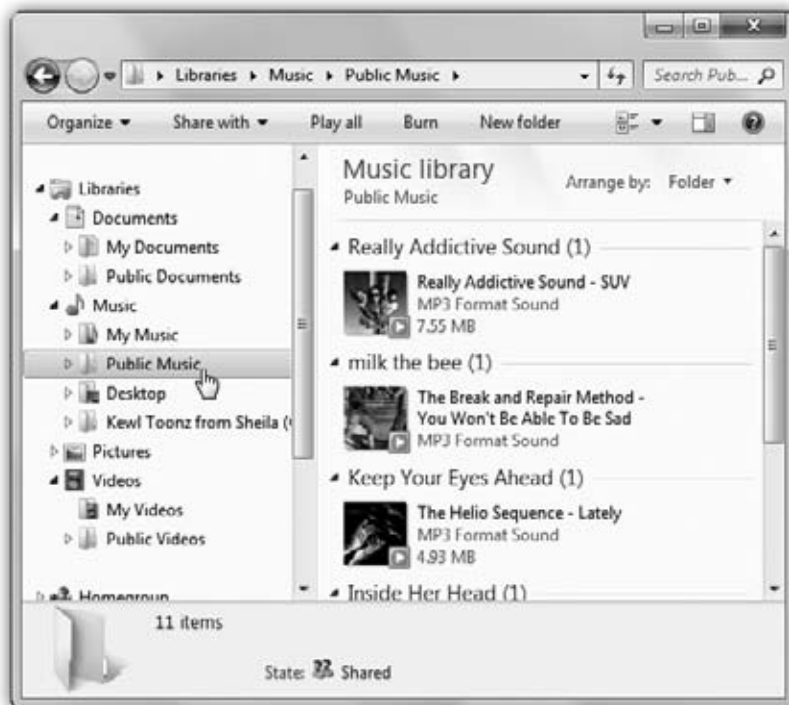 Libraries Music Public Music
Search Pub...
Organize Share with Play all Burn New folder
Libraries
Documents
My Documents
Public Documents
Music
My Music
Public Music
Desktop
Kewl Toonz from Sheila (
Pictures
Videos
My Videos
Public Videos
Homegroup
Music library
Public Music
Arrange by: Folder
Really Addictive Sound (1)
Really Addictive Sound - SUV
MP3 Format Sound
7.55 MB
milk the bee (1)
The Break and Repair Method -
You Won't Be Able To Be Sad
MP3 Format Sound
Keep Your Eyes Ahead (1)
The Helio Sequence - Lately
MP3 Format Sound
4.93 MB
Inside Her Head (1)
11 items
State: Shared